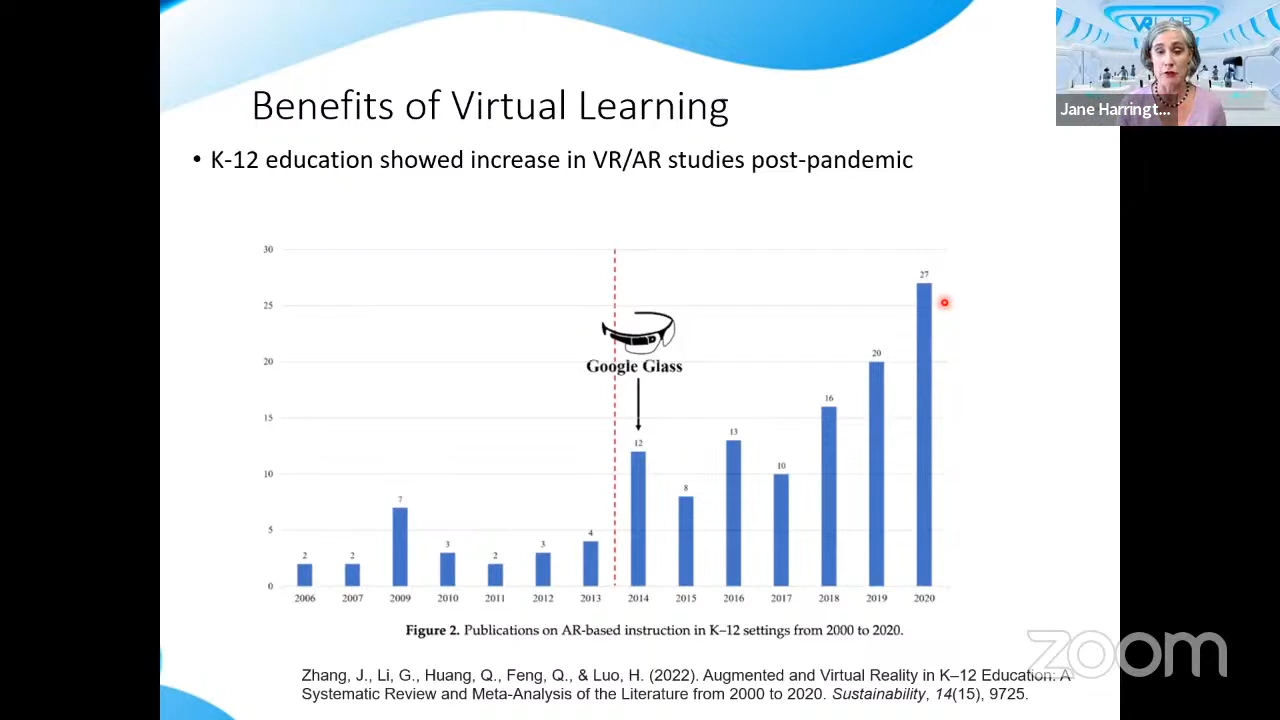 VR LAB
Jane Harringt...
Benefits of Virtual Learning
• K-12 education showed increase in VR/AR studies post-pandemic
30
25
20
15
10
5
0
Google Glass
2
2
7
3
2
3
4
12
8
13
10
16
20
27
2006 2007 2009 2010 2011 2012 2013 2014 2015 2016 2017 2018 2019 2020
Figure 2. Publications on AR-based instruction in K–12 settings from 2000 to 2020.
zoom
Zhang, J., Li, G., Huang, Q., Feng, Q., & Luo, H. (2022). Augmented and Virtual Reality in K–12 Education: A
Systematic Review and Meta-Analysis of the Literature from 2000 to 2020. Sustainability, 14(15), 9725.